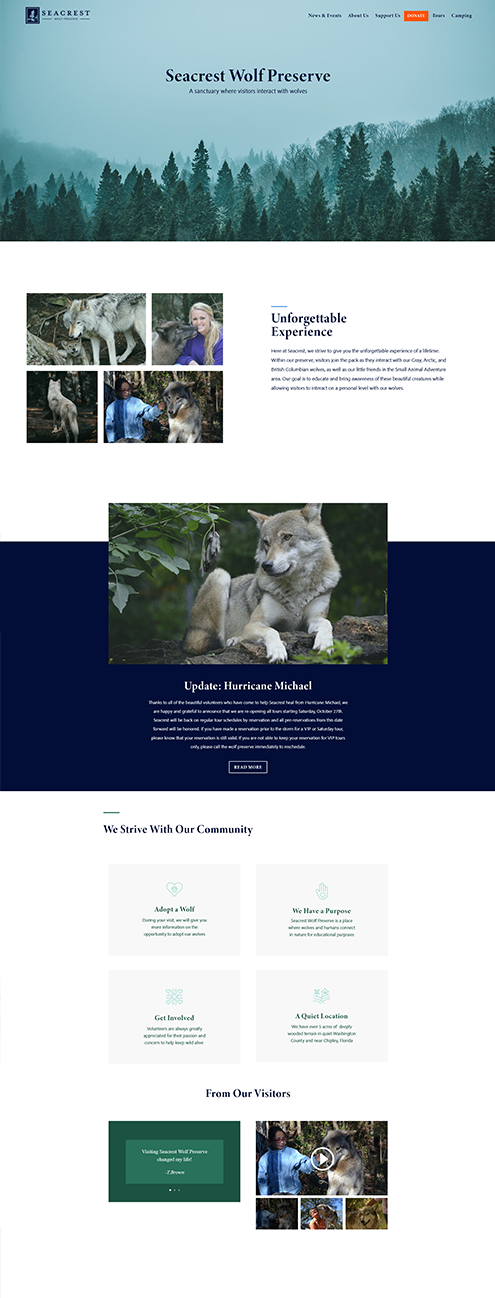 SEACREST
WOLF PRESERVE
News & Events About Us Support Us DONATE Tours Camping
Seacrest Wolf Preserve
A sanctuary where visitors interact with wolves
Unforgettable
Experience
Here at Seacrest, we strive to give you the unforgettable experience of a lifetime.
Within our preserve, visitors join the pack as they interact with our Gray, Arctic, and
British Columbian wolves, as well as our little friends in the Small Animal Adventure
area. Our goal is to educate and bring awareness of these beautiful creatures while
allowing visitors to interact on a personal level with our wolves.
Update: Hurricane Michael
Thanks to all of the beautiful volunteers who have come to help Seacrest heal from Hurricane Michael, we
are happy and grateful to announce that we are re-opening all tours starting Saturday, October 27th.
Seacrest will be back on regular tour schedules by reservation and all pre-reservations from this date
forward will be honored. If you have made a reservation prior to the storm for a VIP or Saturday tour,
please know that your reservation is still valid. If you are not able to keep your reservation for VIP tours
only, please call the wolf preserve immediately to reschedule.
READ MORE
We Strive With Our Community
Adopt a Wolf
During your visit, we will give you
more information on the
opportunity to adopt our wolves
We Have a Purpose
Seacrest Wolf Preserve is a place
where wolves and humans connect
in nature for educational purposes
Get Involved
Volunteers are always greatly
appreciated for their passion and
concern to help keep wild alive
A Quiet Location
We have over 5 acres of deeply
wooded terrain in quiet Washington
County and near Chipley, Florida
From Our Visitors
Visiting Seacrest Wolf Preserve
changed my life!
-T.Brown